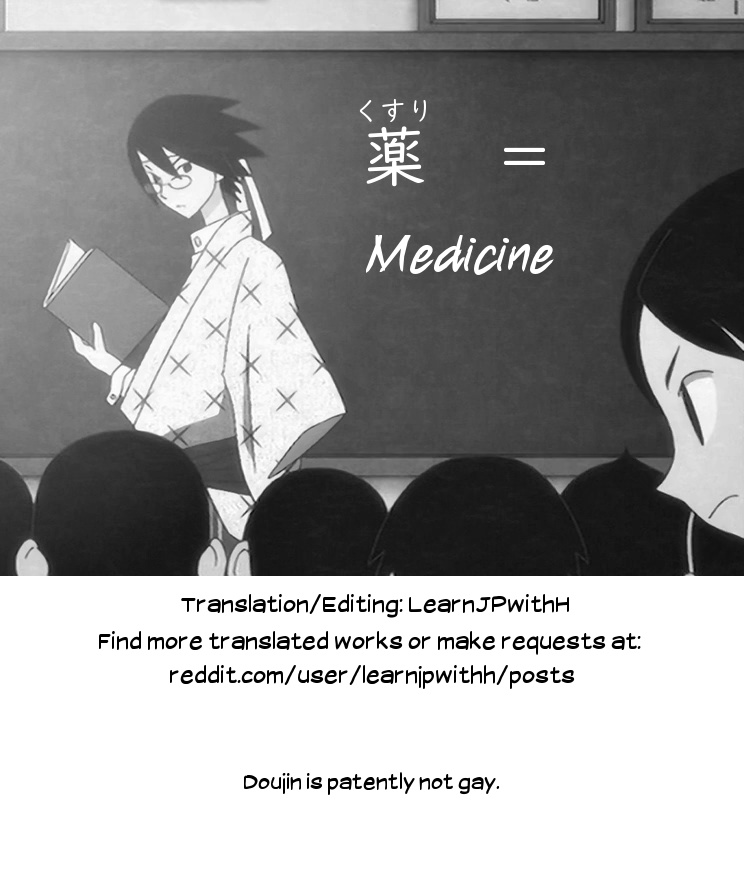 くすり
薬 =
Medicine
Translation/Editing: LearnJPwithH
Find more translated works or make requests at:
reddit.com/user/learnjpwithh/posts
Doujin is patently not gay.